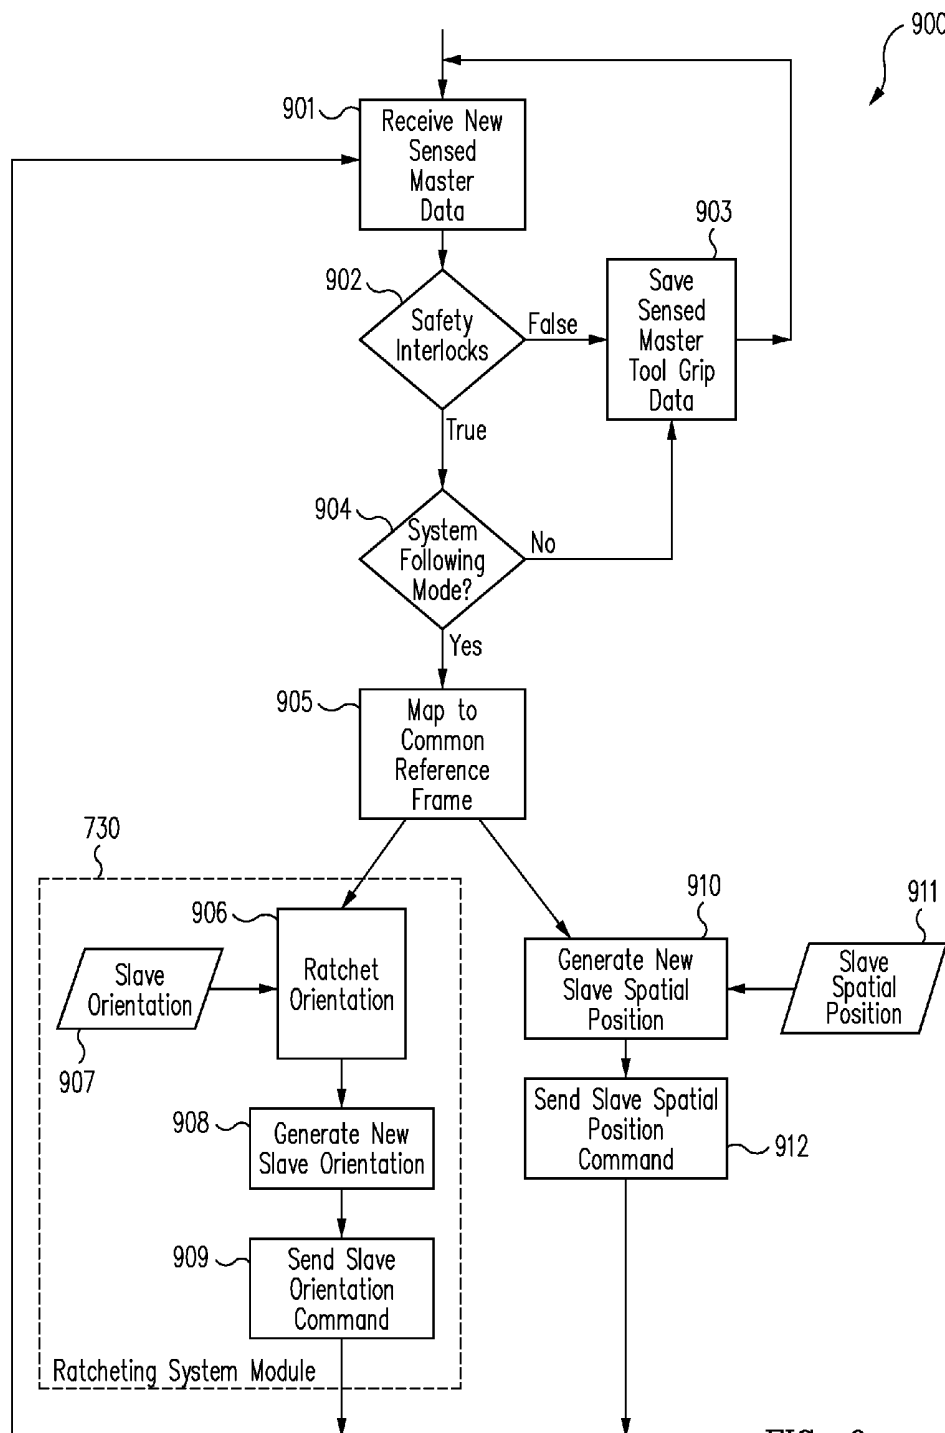 900
901
Receive New
Sensed
Master
Data
902
Safety
Interlocks
False
True
903
Save
Sensed
Master
Tool Grip
Data
904
System
Following
Mode?
No
Yes
905
Map to
Common
Reference
Frame
730
906
Ratchet
Orientation
Slave
Orientation
907
908
Generate New
Slave Orientation
909
Send Slave
Orientation
Command
Ratcheting System Module
910
Generate New
Slave Spatial
Position
911
Slave
Spatial
Position
Send Slave Spatial
Position
Command
912